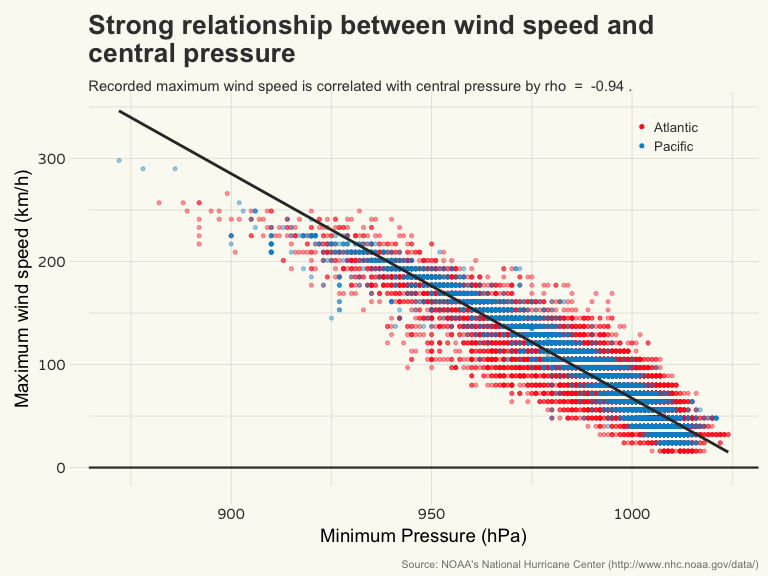 Strong relationship between wind speed and
central pressure
Recorded maximum wind speed is correlated with central pressure by rho  =  -0.94 .
Atlantic
Pacific
Maximum wind speed (km/h)
300
200
100
0
900
950
1000
Minimum Pressure (hPa)
Source: NOAA's National Hurricane Center (http://www.nhc.noaa.gov/data/)